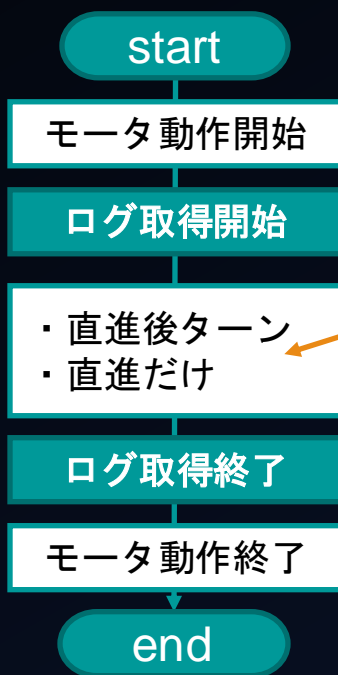 start
モータ動作開始
ログ取得開始
・直進後ターン
・直進だけ
ログ取得終了
モータ動作終了
end